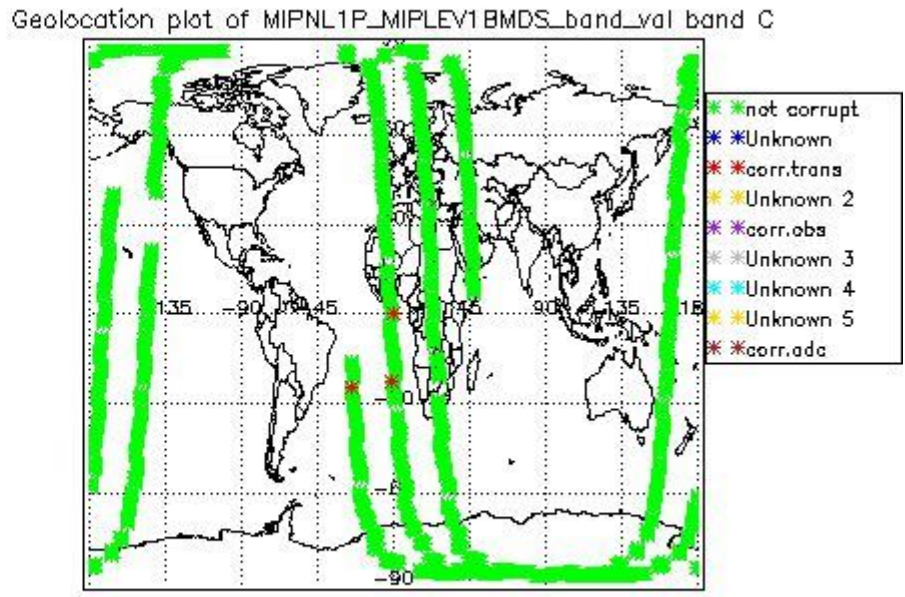 Geolocation plot of MIPNL1P_MIPLEV1BMDS_band_val band C
not corrupt
Unknown
corr.trans
Unknown 2
corr.obs
Unknown 3
Unknown 4
Unknown 5
corr.adc
135
-90
45
45
90
135
-90